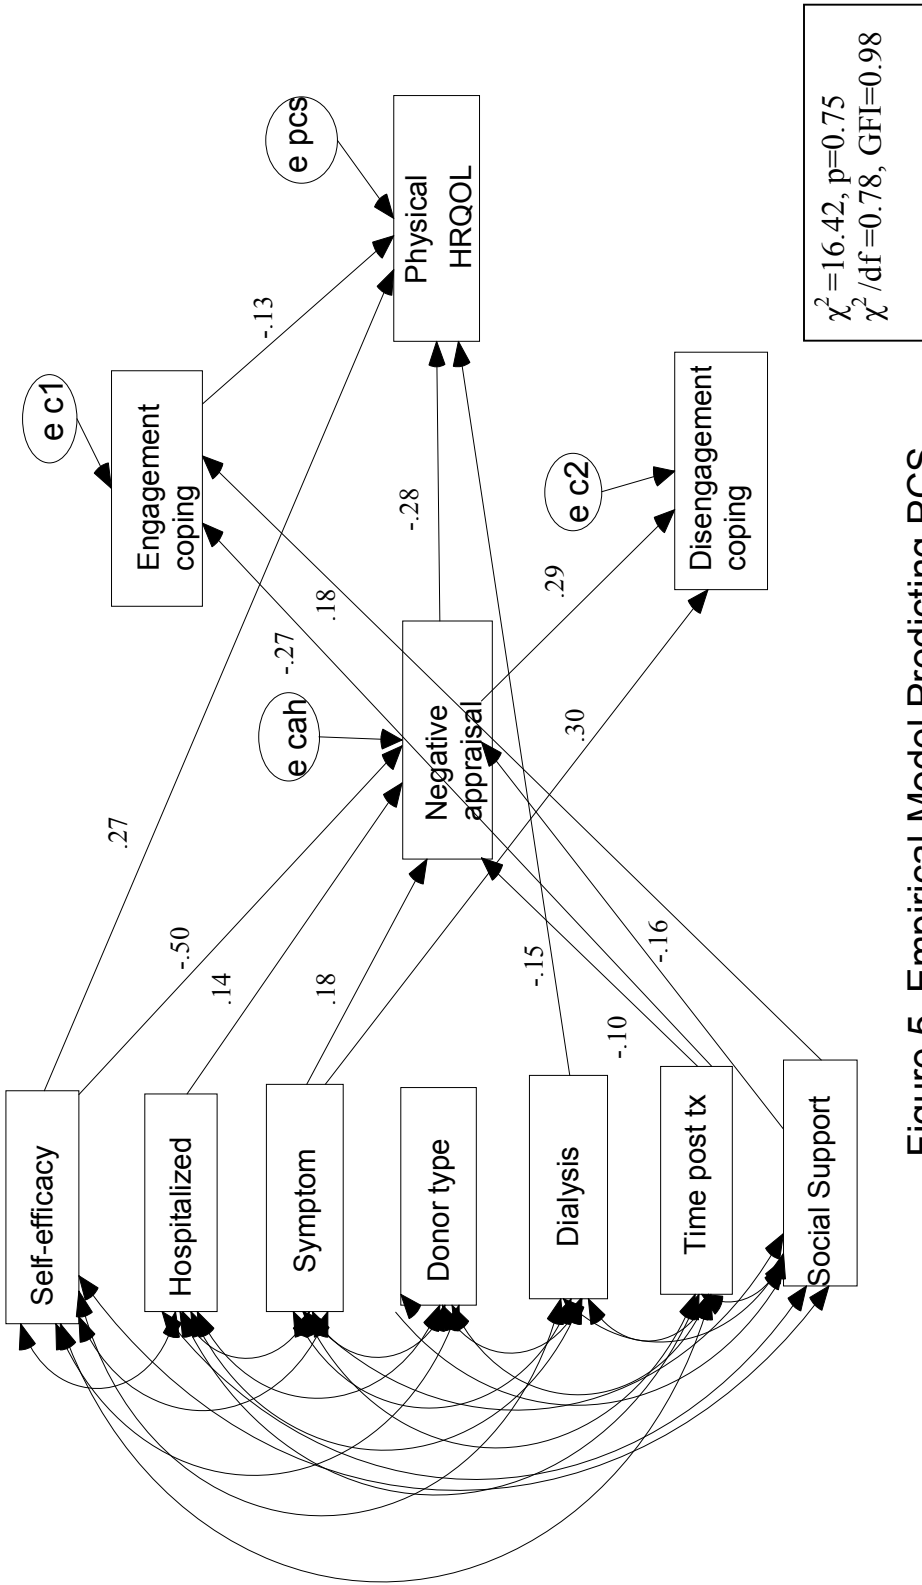 Self-efficacy
Hospitalized
Symptom
Donor type
Dialysis
Time post tx
Social Support
.27
-.50
.14
.18
-.15
-.10
-.16
e cah
Negative
appraisal
-.27
.18
.30
-.28
.29
e c1
Engagement
coping
e c2
Disengagement
coping
-.13
e pcs
Physical
HRQOL
χ²=16.42, p=0.75
χ²/df =0.78, GFI=0.98
Figure 5. Empirical Model Predicting PCS